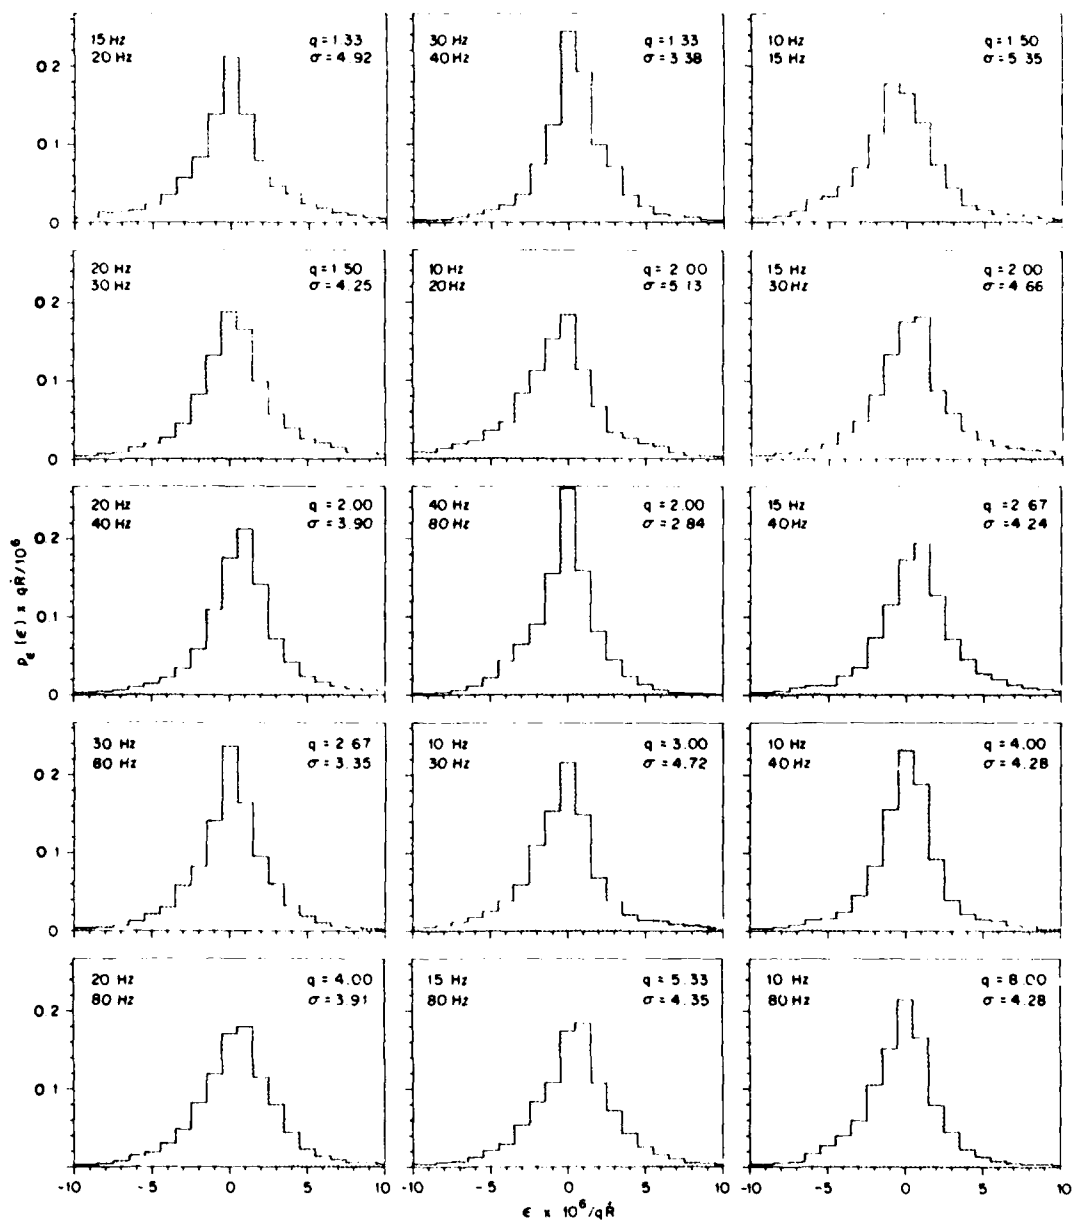 15 Hz q = 1.33
20 Hz σ = 4.92
30 Hz q = 1.33
40 Hz σ = 3.38
10 Hz q = 1.50
15 Hz σ = 5.35
0.2
0.1
0
20 Hz q = 1.50
30 Hz σ = 4.25
10 Hz q = 2.00
20 Hz σ = 5.13
15 Hz q = 2.00
30 Hz σ = 4.66
0.2
0.1
0
20 Hz q = 2.00
40 Hz σ = 3.90
40 Hz q = 2.00
80 Hz σ = 2.84
15 Hz q = 2.67
40 Hz σ = 4.24
0.2
0.1
0
p_ϵ (ϵ) x qṘ/10⁶
30 Hz q = 2.67
80 Hz σ = 3.35
10 Hz q = 3.00
30 Hz σ = 4.72
10 Hz q = 4.00
40 Hz σ = 4.28
0.2
0.1
0
20 Hz q = 4.00
80 Hz σ = 3.91
15 Hz q = 5.33
80 Hz σ = 4.35
10 Hz q = 8.00
80 Hz σ = 4.28
0.2
0.1
-10 -5 0 5 10 -10 -5 0 5 10 -10 -5 0 5 10
ϵ x 10⁶/qṘ